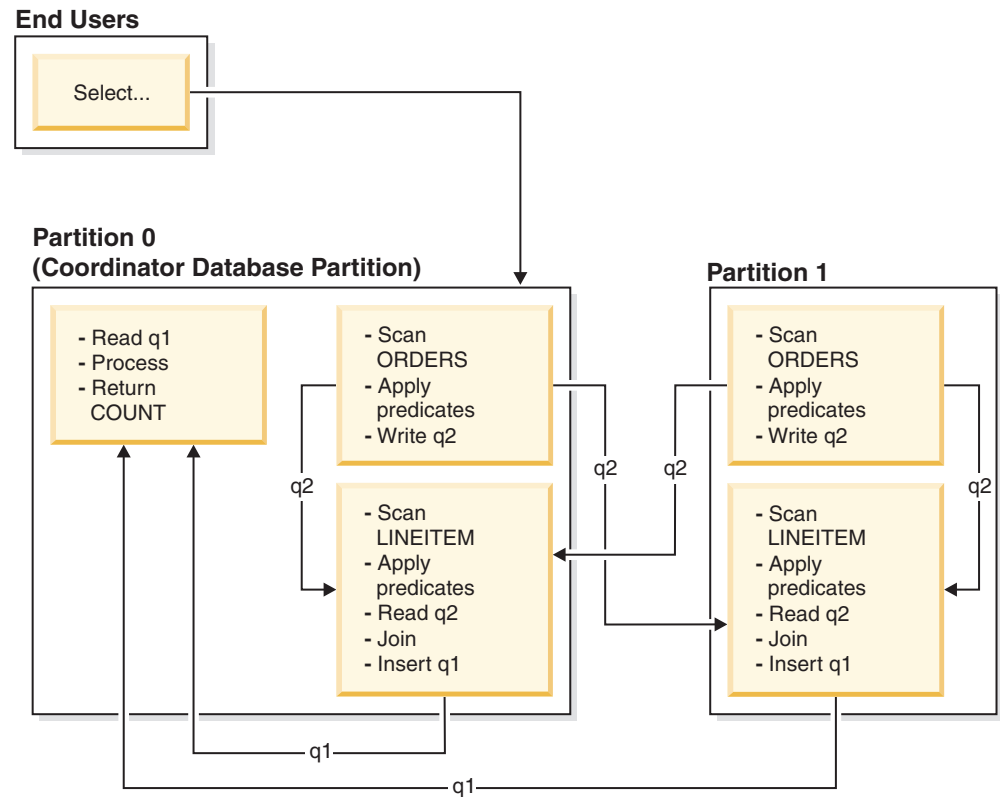 End Users
Select...
Partition 0
(Coordinator Database Partition)
- Read q1
- Process
- Return
COUNT
- Scan
ORDERS
- Apply
predicates
- Write q2
q2
- Scan
LINEITEM
- Apply
predicates
- Read q2
- Join
- Insert q1
q2
q2
Partition 1
- Scan
ORDERS
- Apply
predicates
- Write q2
q2
- Scan
LINEITEM
- Apply
predicates
- Read q2
- Join
- Insert q1
q1
q1